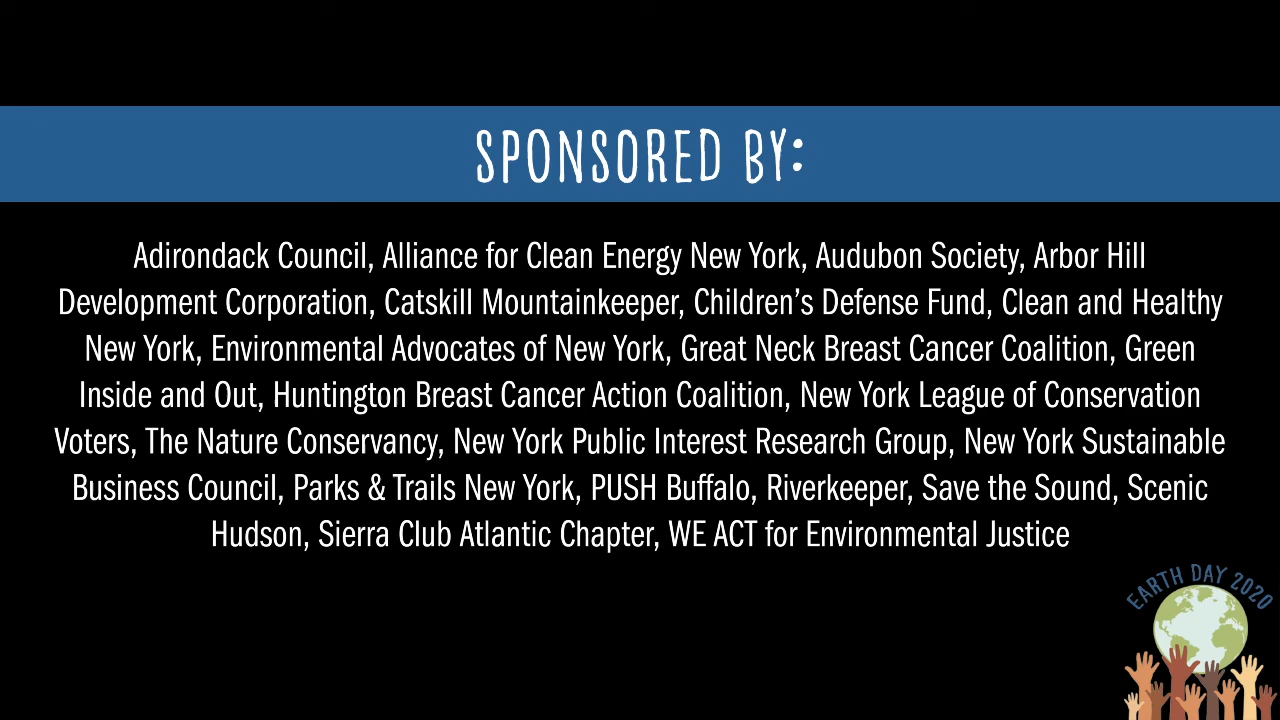 SPONSORED BY:
Adirondack Council, Alliance for Clean Energy New York, Audubon Society, Arbor Hill
Development Corporation, Catskill Mountainkeeper, Children’s Defense Fund, Clean and Healthy
New York, Environmental Advocates of New York, Great Neck Breast Cancer Coalition, Green
Inside and Out, Huntington Breast Cancer Action Coalition, New York League of Conservation
Voters, The Nature Conservancy, New York Public Interest Research Group, New York Sustainable
Business Council, Parks & Trails New York, PUSH Buffalo, Riverkeeper, Save the Sound, Scenic
Hudson, Sierra Club Atlantic Chapter, WE ACT for Environmental Justice
EARTH DAY 2020